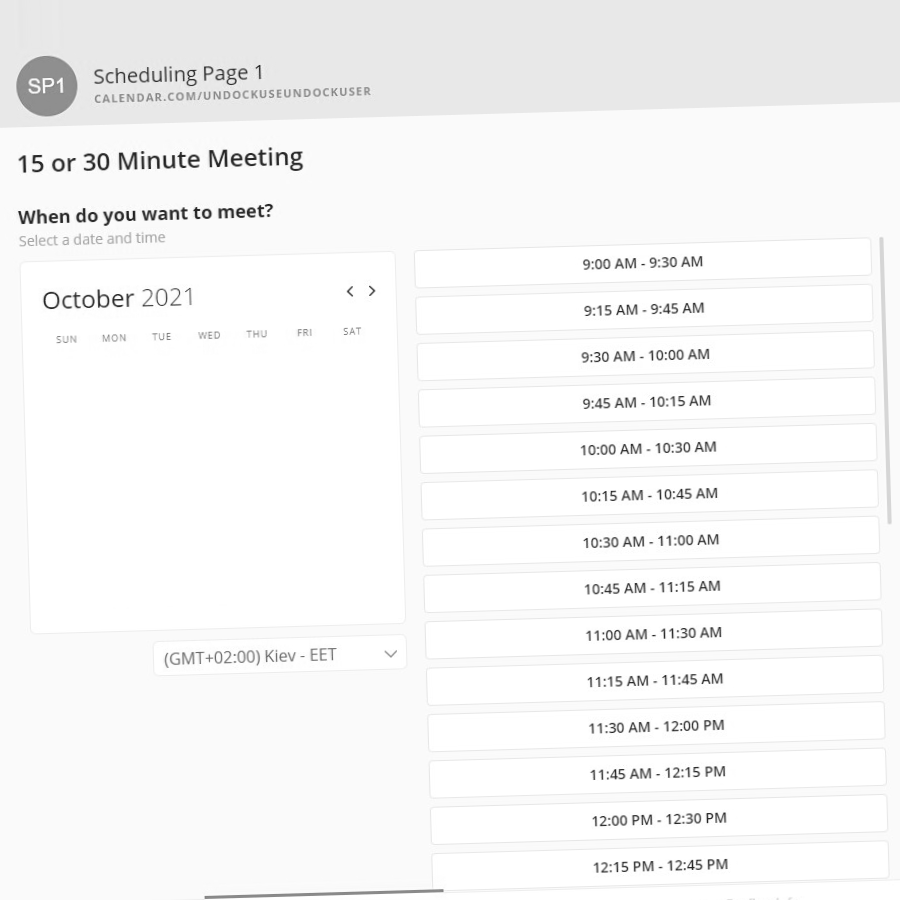 SP1
Scheduling Page 1
CALENDAR.COM/UNDOCKUSEUNDOCKUSER
15 or 30 Minute Meeting
When do you want to meet?
Select a date and time
October 2021
SUN MON TUE WED THU FRI SAT
(GMT+02:00) Kiev - EET
9:00 AM - 9:30 AM
9:15 AM - 9:45 AM
9:30 AM - 10:00 AM
9:45 AM - 10:15 AM
10:00 AM - 10:30 AM
10:15 AM - 10:45 AM
10:30 AM - 11:00 AM
10:45 AM - 11:15 AM
11:00 AM - 11:30 AM
11:15 AM - 11:45 AM
11:30 AM - 12:00 PM
11:45 AM - 12:15 PM
12:00 PM - 12:30 PM
12:15 PM - 12:45 PM